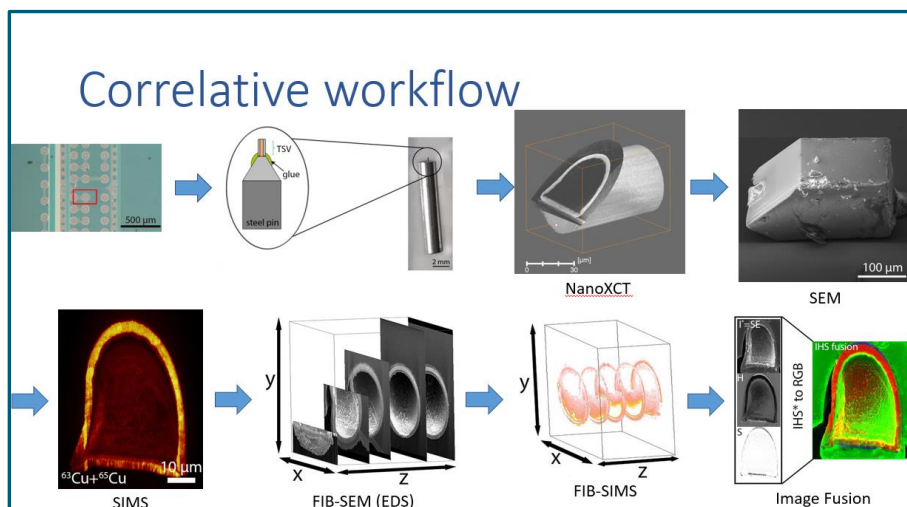 Correlative workflow
500 µm
TSV
glue
steel pin
2 mm
[µm]
0 30
NanoXCT
100 µm
SEM
⁶³Cu+⁶⁵Cu
10 µm
SIMS
y
x
z
FIB-SEM (EDS)
y
x
z
FIB-SIMS
I*=SE
H
S
IHS* to RGB
IHS fusion
Image Fusion